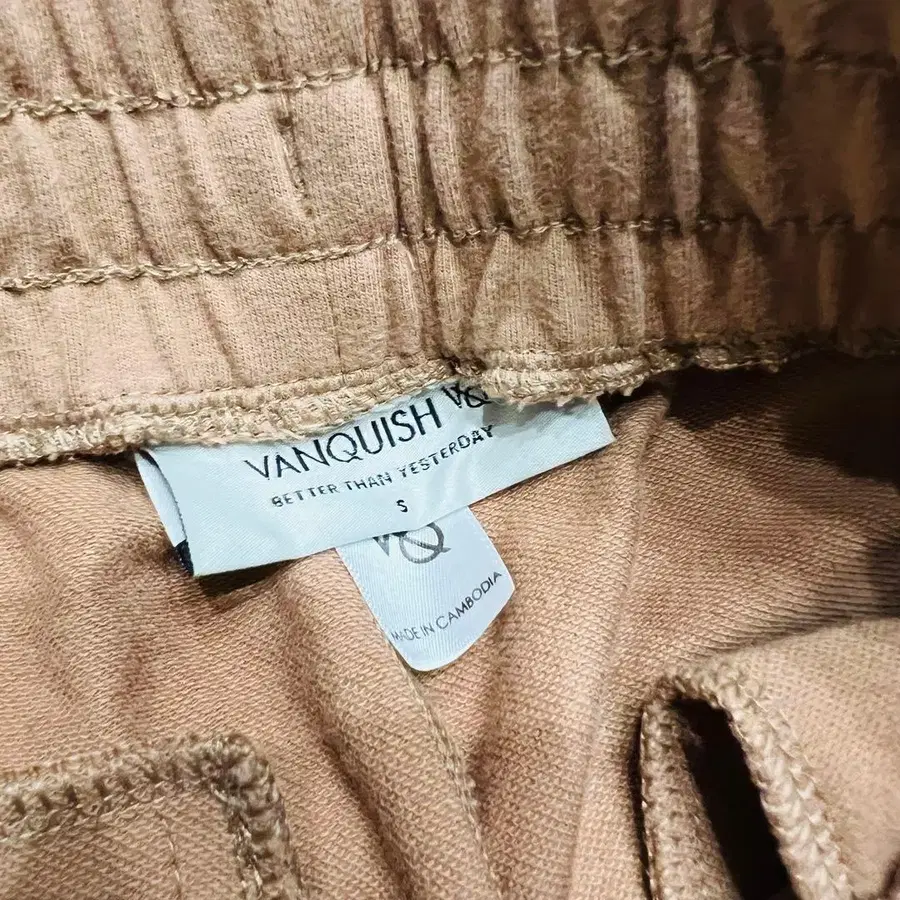 VANQUISH VQ
BETTER THAN YESTERDAY
S
VQ
MADE IN CAMBODIA